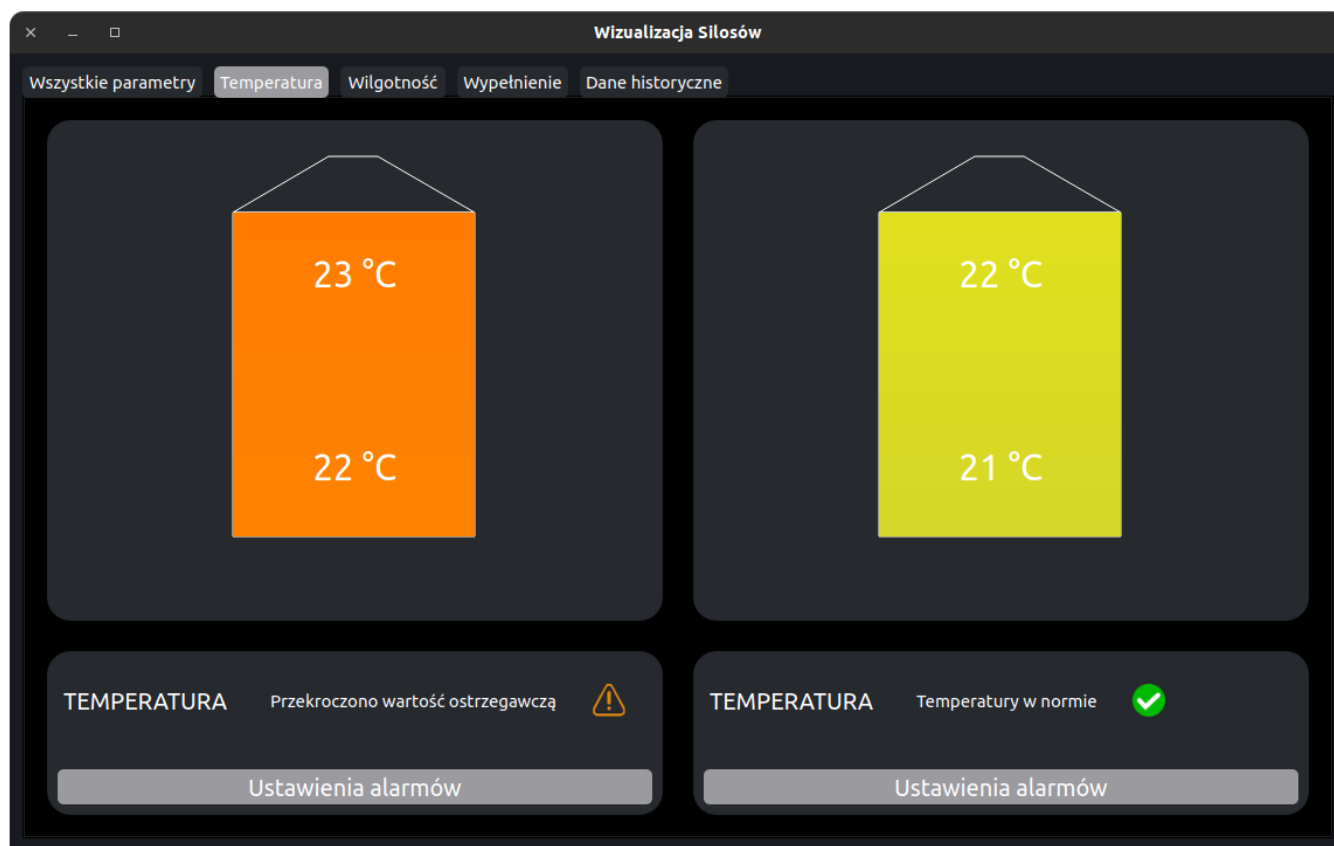 Wizualizacja Silosów
Wszystkie parametry Temperatura Wilgotność Wypełnienie Dane historyczne
23 °C
22 °C
22 °C
21 °C
TEMPERATURA Przekroczono wartość ostrzegawczą
Ustawienia alarmów
TEMPERATURA Temperatury w normie
Ustawienia alarmów